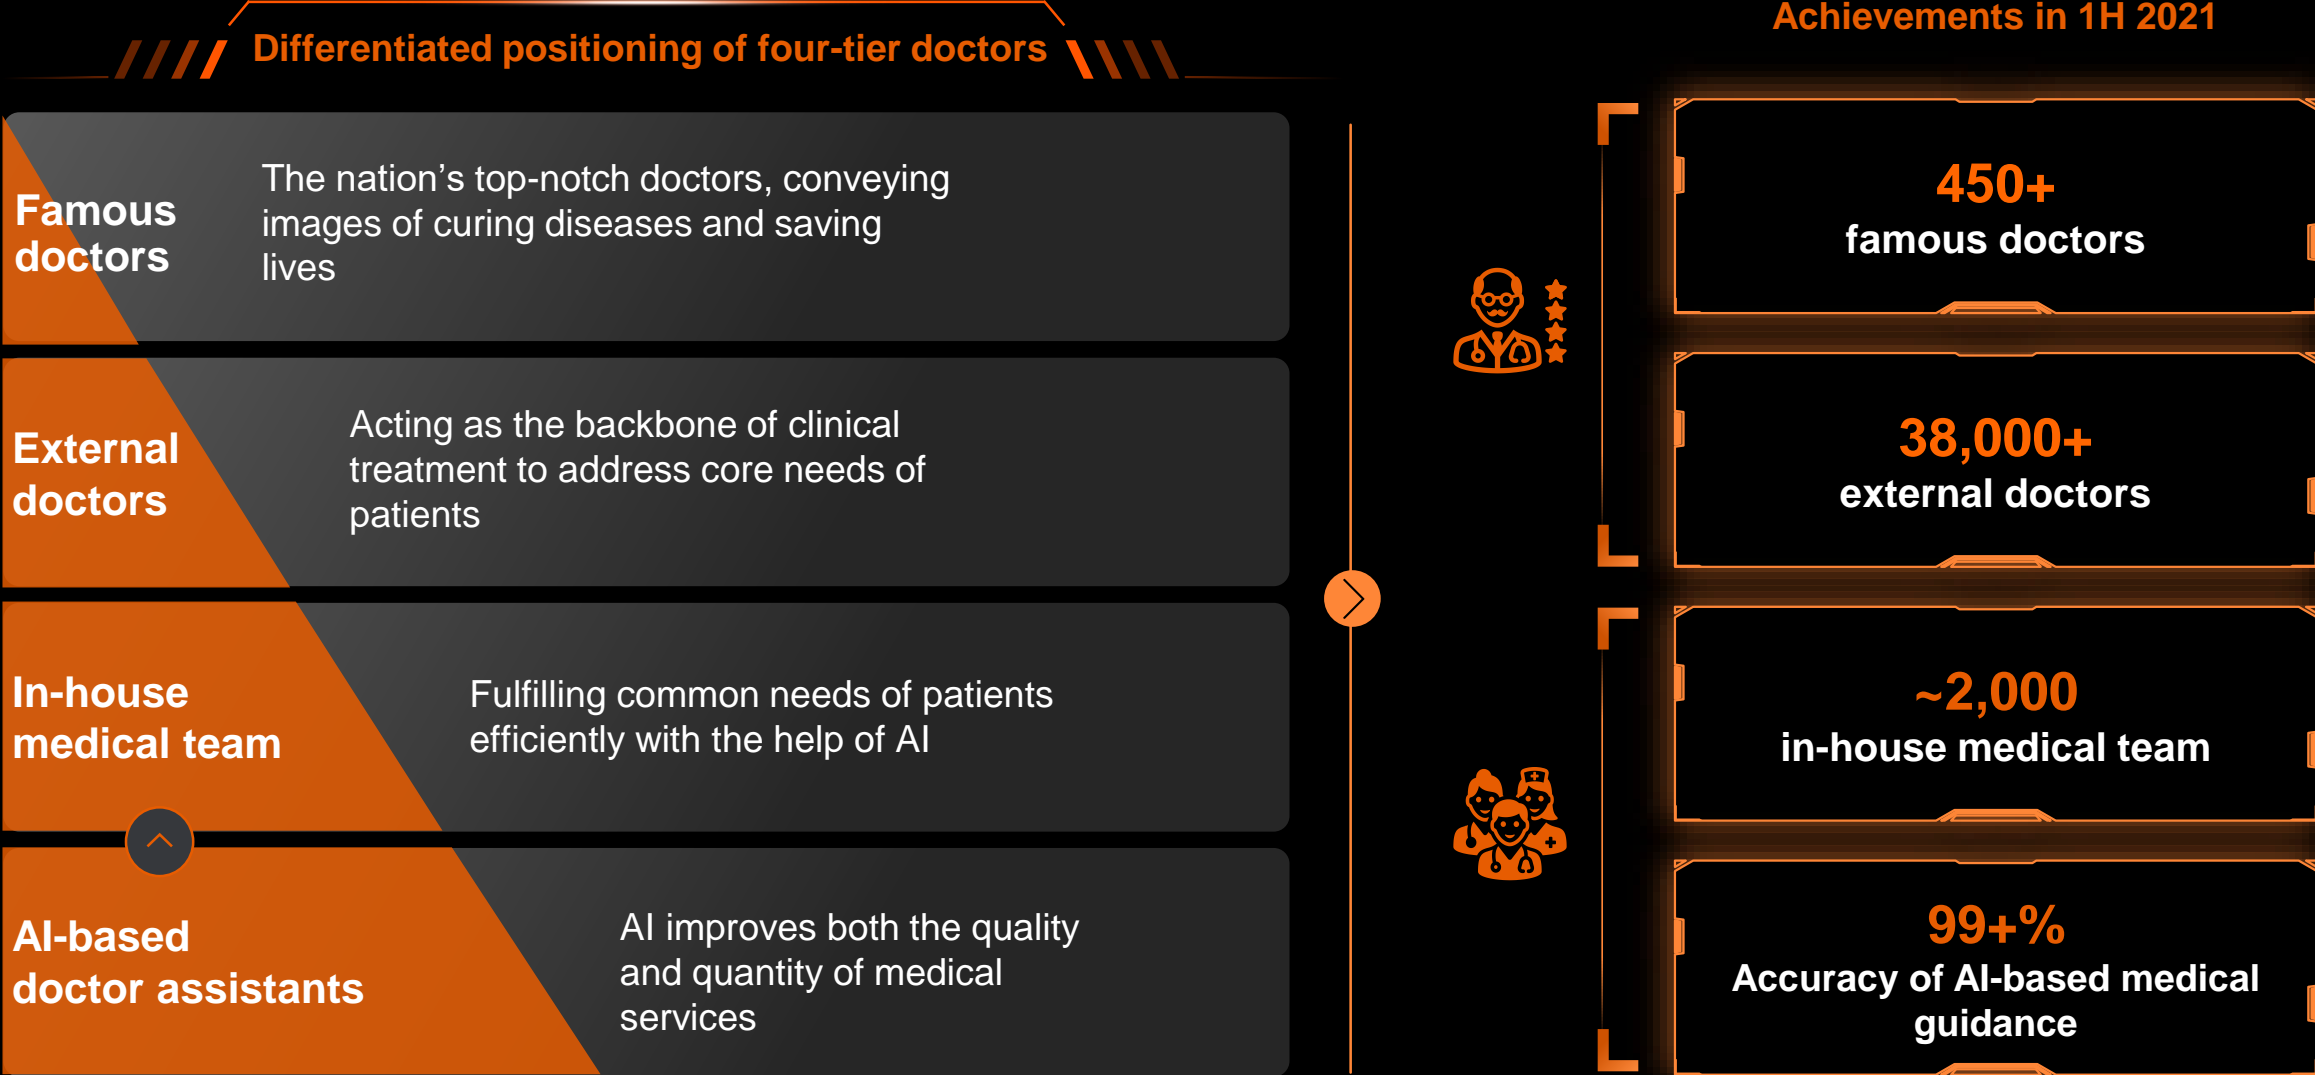 Differentiated positioning of four-tier doctors
Famous
doctors
The nation’s top-notch doctors, conveying
images of curing diseases and saving
lives
External
doctors
Acting as the backbone of clinical
treatment to address core needs of
patients
In-house
medical team
Fulfilling common needs of patients
efficiently with the help of AI
AI-based
doctor assistants
AI improves both the quality
and quantity of medical
services
Achievements in 1H 2021
450+
famous doctors
38,000+
external doctors
~2,000
in-house medical team
99+%
Accuracy of AI-based medical
guidance